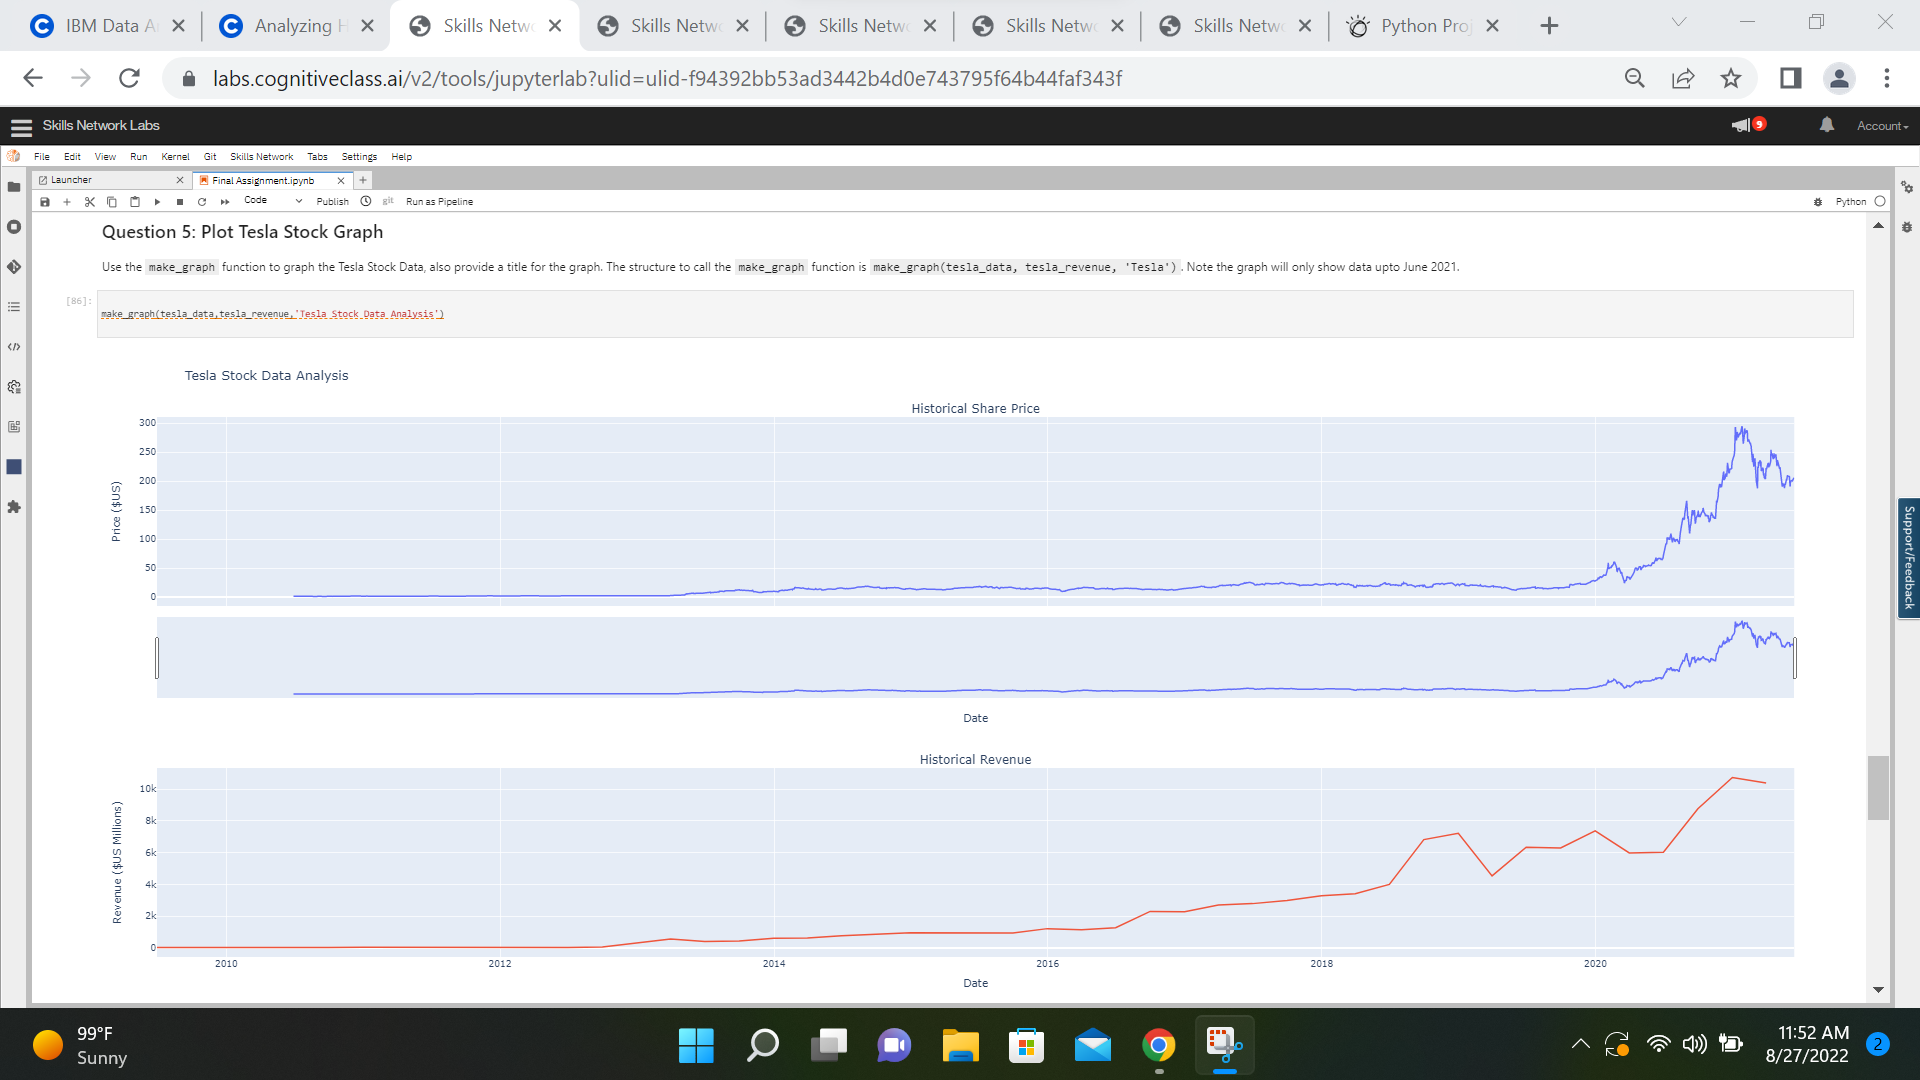 IBM Data A
Analyzing H
Skills Netw
Skills Netw
Skills Netw
Skills Netw
Skills Netw
Python Proj
labs.cognitiveclass.ai/v2/tools/jupyterlab?ulid=ulid-f94392bb53ad3442b4d0e743795f64b44faf343f
Skills Network Labs
9
Account
File Edit View Run Kernel Git Skills Network Tabs Settings Help
Launcher
Final Assignment.ipynb
Code
Publish
git
Run as Pipeline
Python
Question 5: Plot Tesla Stock Graph
Use the make_graph function to graph the Tesla Stock Data, also provide a title for the graph. The structure to call the make_graph function is make_graph(tesla_data, tesla_revenue, 'Tesla') . Note the graph will only show data upto June 2021.
[86]:
make_graph(tesla_data,tesla_revenue,'Tesla Stock Data Analysis')
Tesla Stock Data Analysis
Historical Share Price
Price ($US)
300
250
200
150
100
50
0
Date
Historical Revenue
Revenue ($US Millions)
10k
8k
6k
4k
2k
0
2010 2012 2014 2016 2018 2020
Date
Support/Feedback
99°F
Sunny
11:52 AM
8/27/2022
2